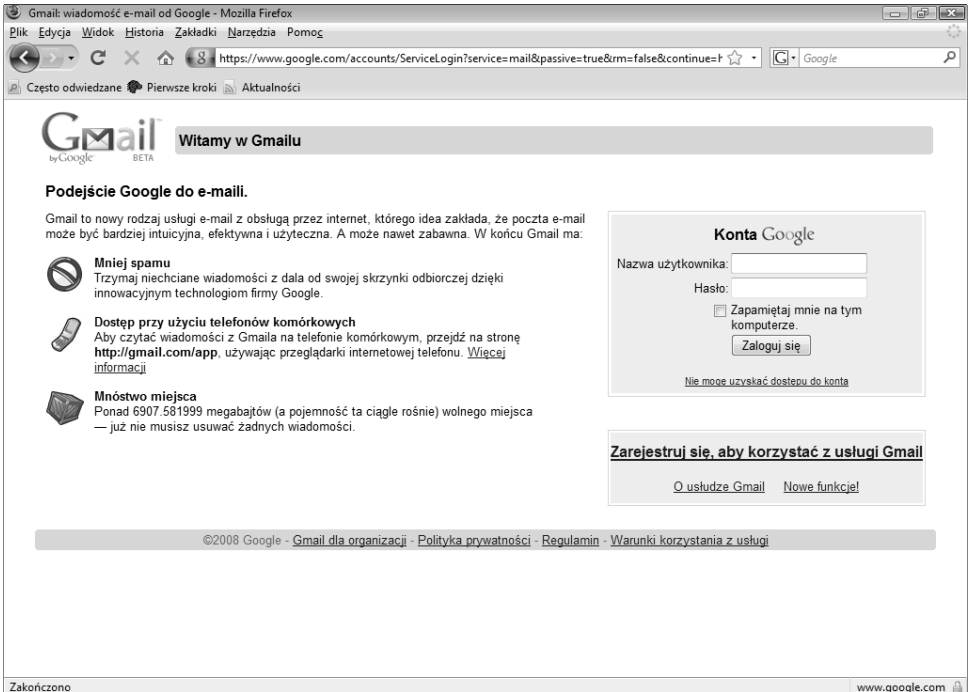 Gmail: wiadomość e-mail od Google - Mozilla Firefox
Plik Edycja Widok Historia Zakładki Narzędzia Pomoc
https://www.google.com/accounts/ServiceLogin?service=mail&passive=true&rm=false&continue=h
G Google
Często odwiedzane Pierwsze kroki Aktualności
Gmail
by Google BETA
Witamy w Gmailu
Podejście Google do e-maili.
Gmail to nowy rodzaj usługi e-mail z obsługą przez internet, którego idea zakłada, że poczta e-mail
może być bardziej intuicyjna, efektywna i użyteczna. A może nawet zabawna. W końcu Gmail ma:
Mniej spamu
Trzymaj niechciane wiadomości z dala od swojej skrzynki odbiorczej dzięki
innowacyjnym technologiom firmy Google.
Dostęp przy użyciu telefonów komórkowych
Aby czytać wiadomości z Gmaila na telefonie komórkowym, przejdź na stronę
http://gmail.com/app, używając przeglądarki internetowej telefonu. Więcej
informacji
Mnóstwo miejsca
Ponad 6907.581999 megabajtów (a pojemność ta ciągle rośnie) wolnego miejsca
— już nie musisz usuwać żadnych wiadomości.
Konta Google
Nazwa użytkownika:
Hasło:
Zapamiętaj mnie na tym
komputerze.
Zaloguj się
Nie mogę uzyskać dostępu do konta
Zarejestruj się, aby korzystać z usługi Gmail
O usłudze Gmail Nowe funkcje!
©2008 Google - Gmail dla organizacji - Polityka prywatności - Regulamin - Warunki korzystania z usługi
Zakończono
www.google.com